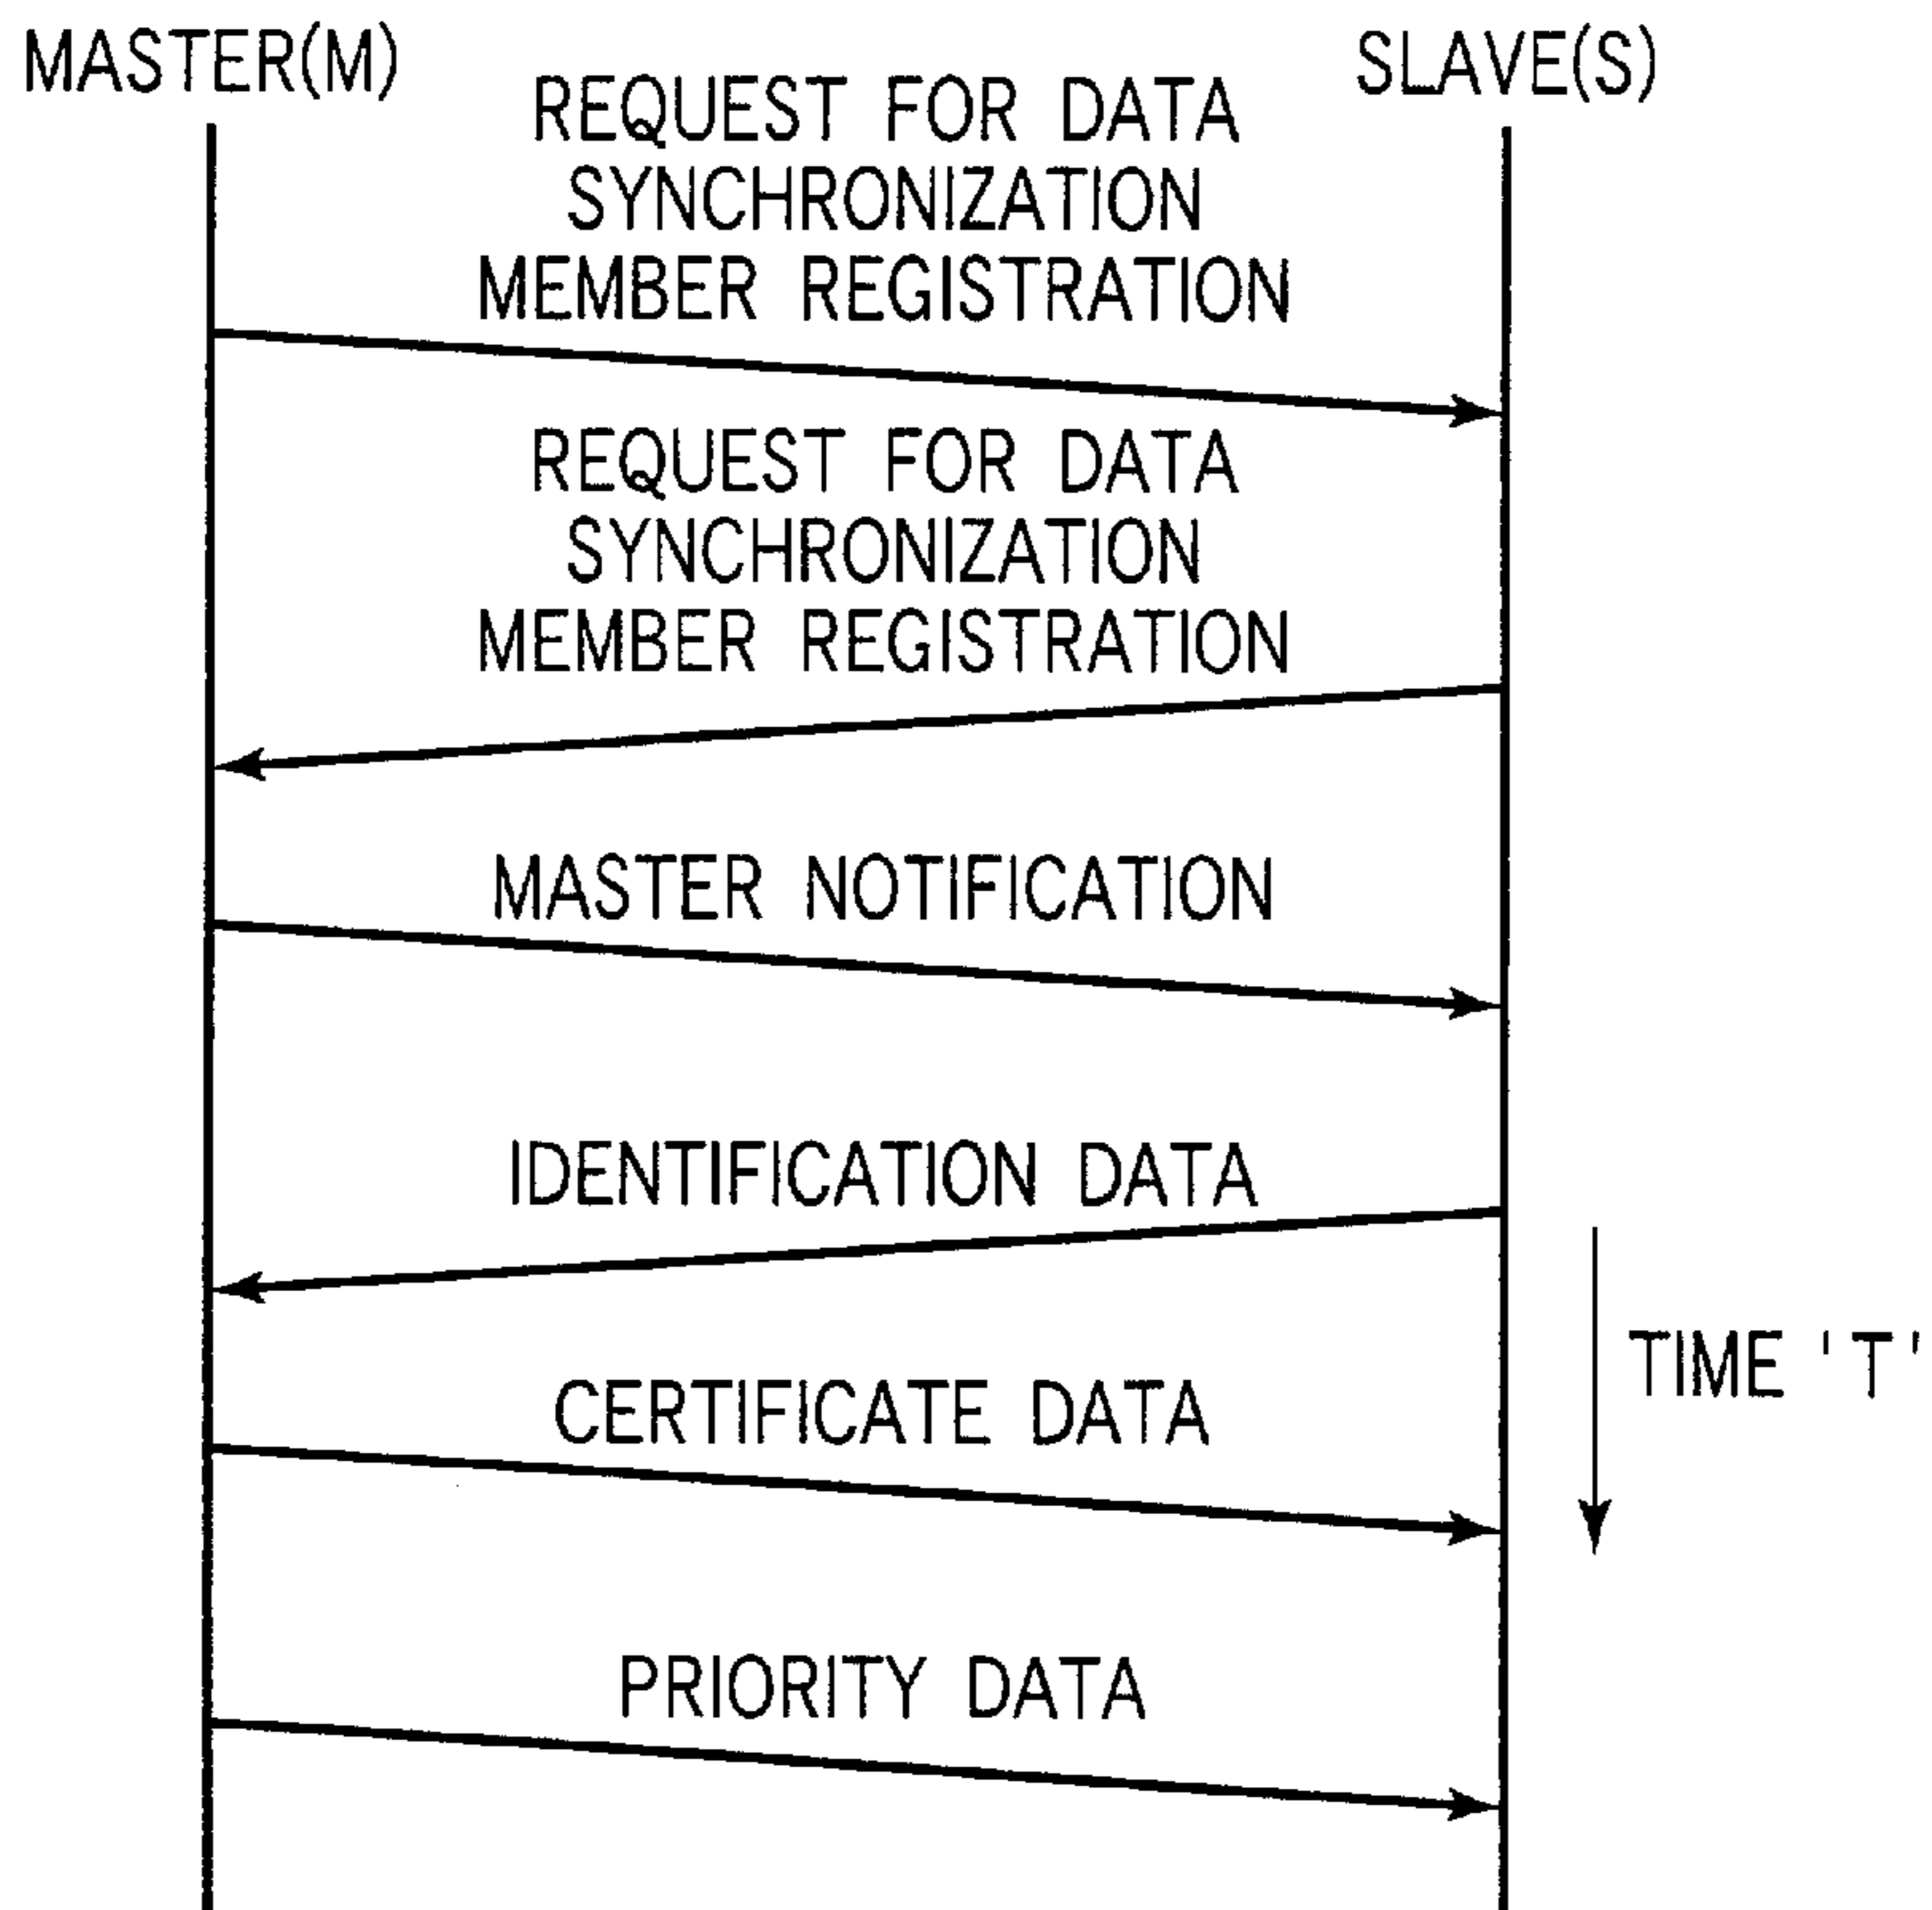 MASTER(M)
SLAVE(S)
REQUEST FOR DATA
SYNCHRONIZATION
MEMBER REGISTRATION
REQUEST FOR DATA
SYNCHRONIZATION
MEMBER REGISTRATION
MASTER NOTIFICATION
IDENTIFICATION DATA
TIME 'T'
CERTIFICATE DATA
PRIORITY DATA